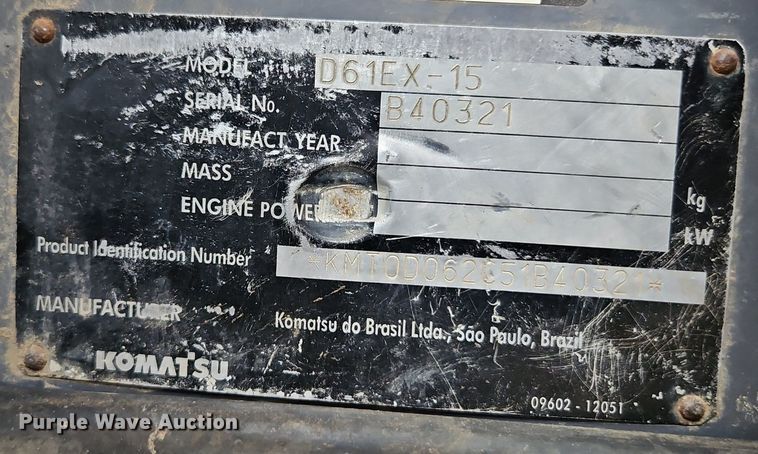 MODEL D61EX-15
SERIAL No. B40321
MANUFACT YEAR
MASS kg
ENGINE POWER kW
Product Identification Number *KMT0D062C51B40321*
MANUFACTURER Komatsu do Brasil Ltda., São Paulo, Brazil
KOMATSU
09602 - 12051
Purple Wave Auction